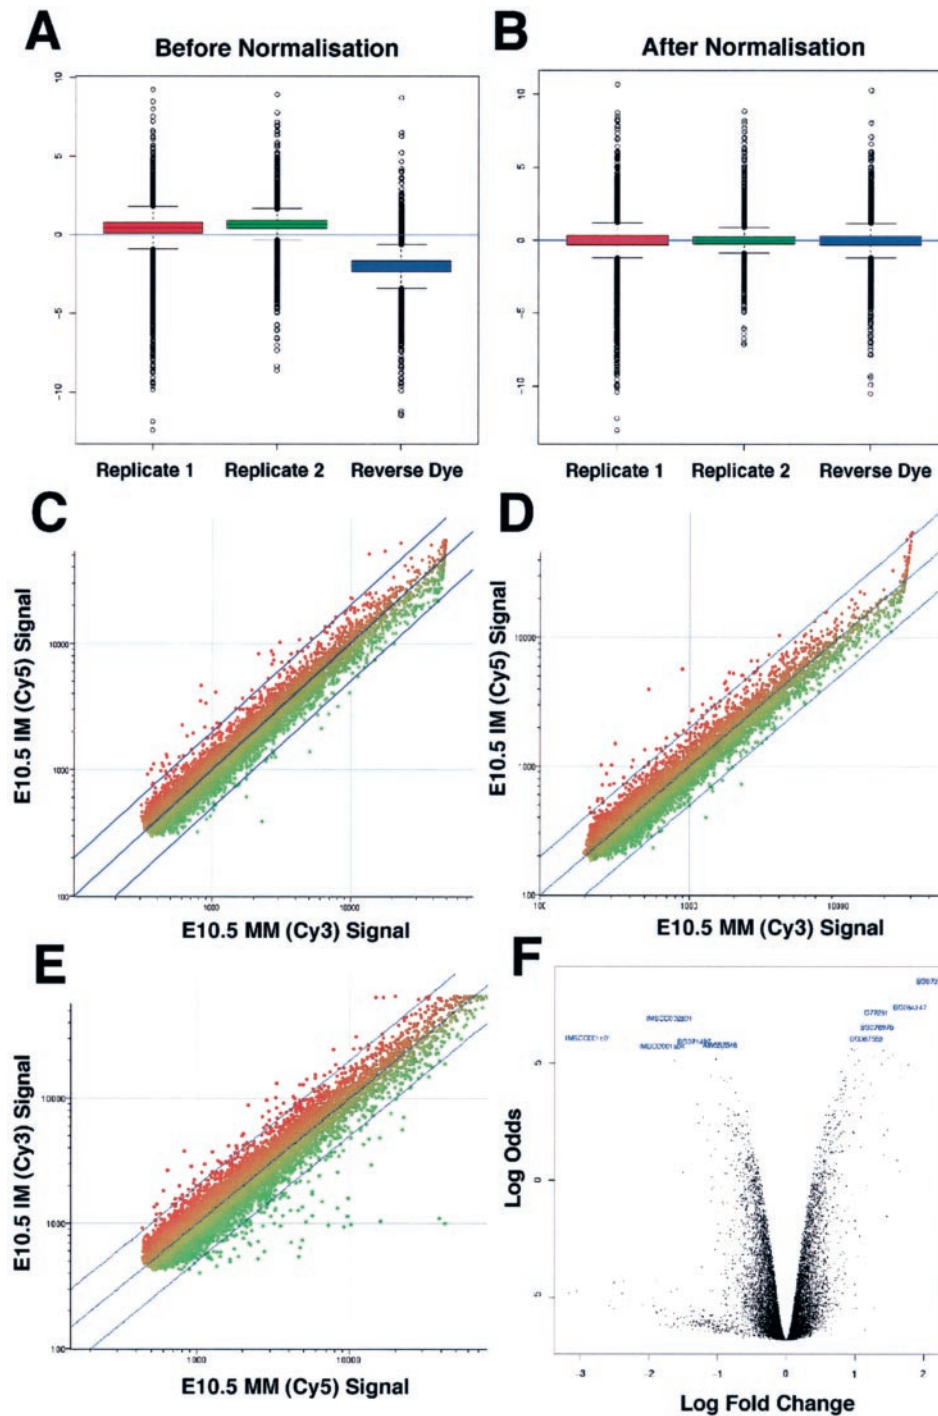 A
Before Normalisation
10
5
0
-5
-10
Replicate 1 Replicate 2 Reverse Dye
B
After Normalisation
10
5
0
-5
-10
Replicate 1 Replicate 2 Reverse Dye
C
E10.5 IM (Cy5) Signal
10000
1000
100
1000 10000
E10.5 MM (Cy3) Signal
D
E10.5 IM (Cy5) Signal
10000
1000
100
1000 10000
E10.5 MM (Cy3) Signal
E
E10.5 IM (Cy3) Signal
10000
1000
100
1000 10000
E10.5 MM (Cy5) Signal
F
Log Odds
5
0
5
-3 -2 -1 0 1 2
Log Fold Change